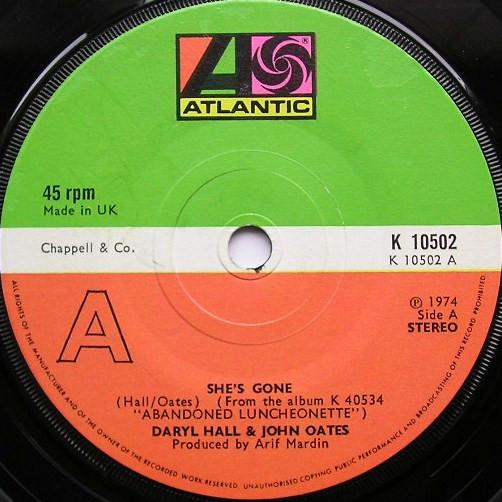 ATLANTIC
®
45 rpm
Made in UK
Chappell & Co.
K 10502
K 10502 A
A
℗ 1974
Side A
STEREO
SHE'S GONE
(Hall/Oates) (From the album K 40534
"ABANDONED LUNCHEONETTE")
DARYL HALL & JOHN OATES
Produced by Arif Mardin
ALL RIGHTS OF THE MANUFACTURER AND OF THE OWNER OF THE RECORDED WORK RESERVED. UNAUTHORISED COPYING PUBLIC PERFORMANCE AND BROADCASTING OF THIS RECORD PROHIBITED.